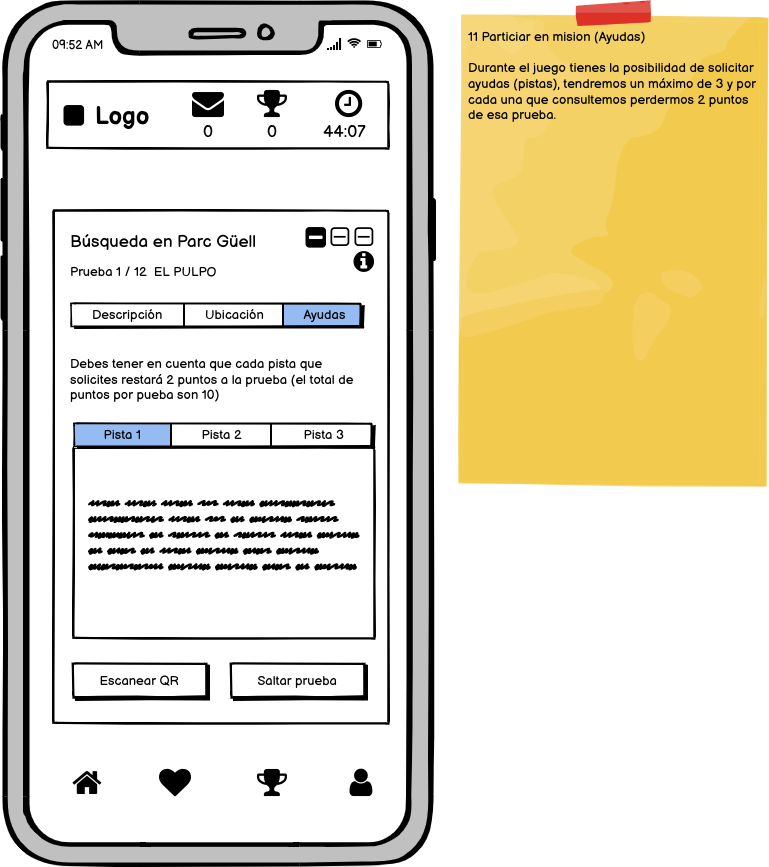 09:52 AM
Logo
0
0
44:07
Búsqueda en Parc Güell
Prueba 1 / 12 EL PULPO
Descripción
Ubicación
Ayudas
Debes tener en cuenta que cada pista que
solicites restará 2 puntos a la prueba (el total de
puntos por pueba son 10)
Pista 1
Pista 2
Pista 3
Escanear QR
Saltar prueba
11 Particiar en mision (Ayudas)
Durante el juego tienes la posibilidad de solicitar
ayudas (pistas), tendremos un máximo de 3 y por
cada una que consultemos perdermos 2 puntos
de esa prueba.